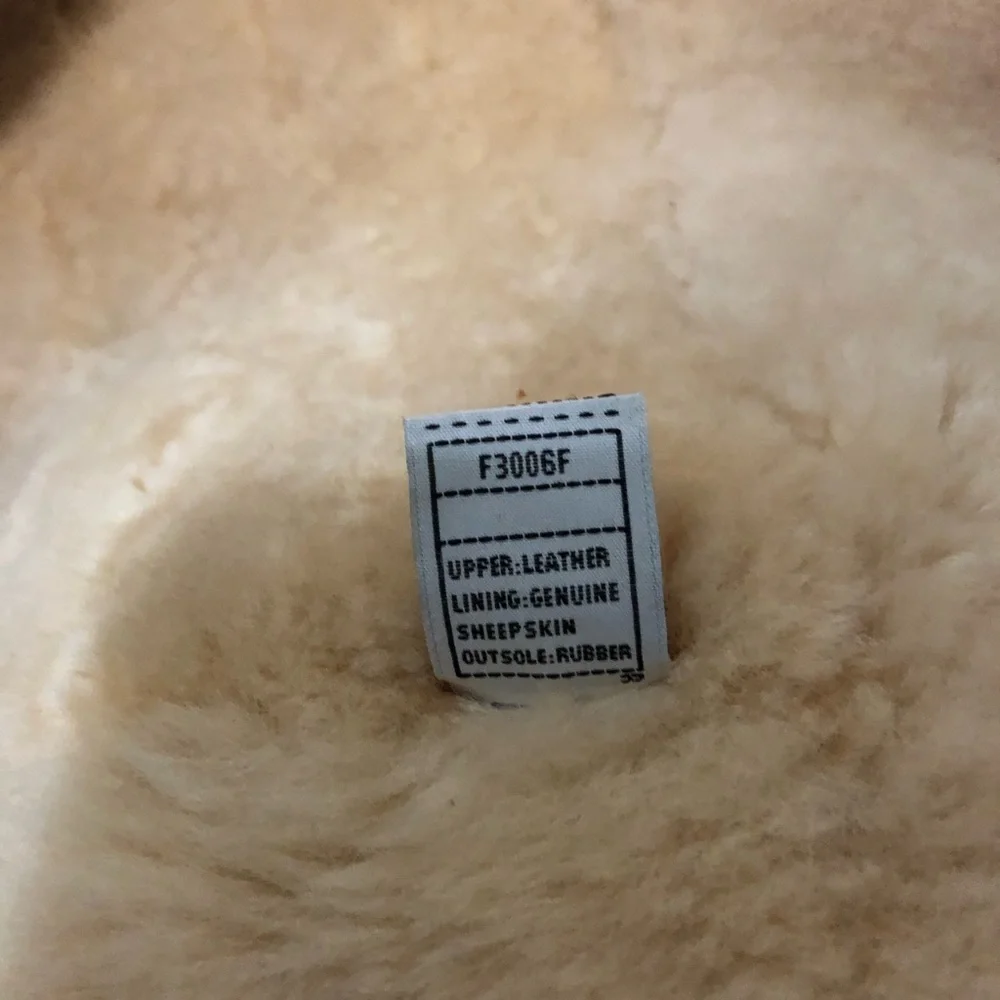 F3006F
UPPER:LEATHER
LINING:GENUINE
SHEEPSKIN
OUTSOLE:RUBBER